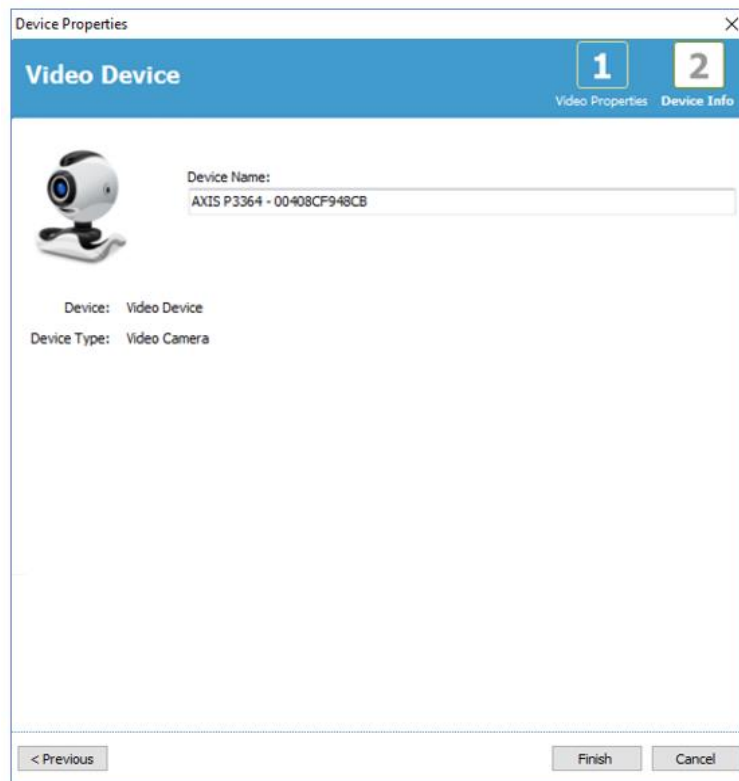 Device Properties
Video Device
1
Video Properties
2
Device Info
Device Name:
AXIS P3364 - 00408CF948CB
Device: Video Device
Device Type: Video Camera
< Previous
Finish
Cancel